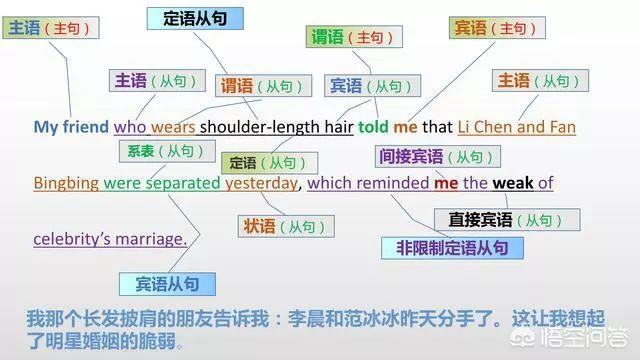 定语从句
主语（主句）
谓语（主句）
宾语（主句）
主语（从句）
谓语（从句）
宾语（从句）
主语（从句）
My friend who wears shoulder-length hair told me that Li Chen and Fan
系表（从句）
定语（从句）
间接宾语（从句）
Bingbing were separated yesterday, which reminded me the weak of
状语（从句）
直接宾语（从句）
celebrity's marriage.
非限制定语从句
宾语从句
我那个长发披肩的朋友告诉我：李晨和范冰冰昨天分手了。这让我想起
了明星婚姻的脆弱。
悟空问答